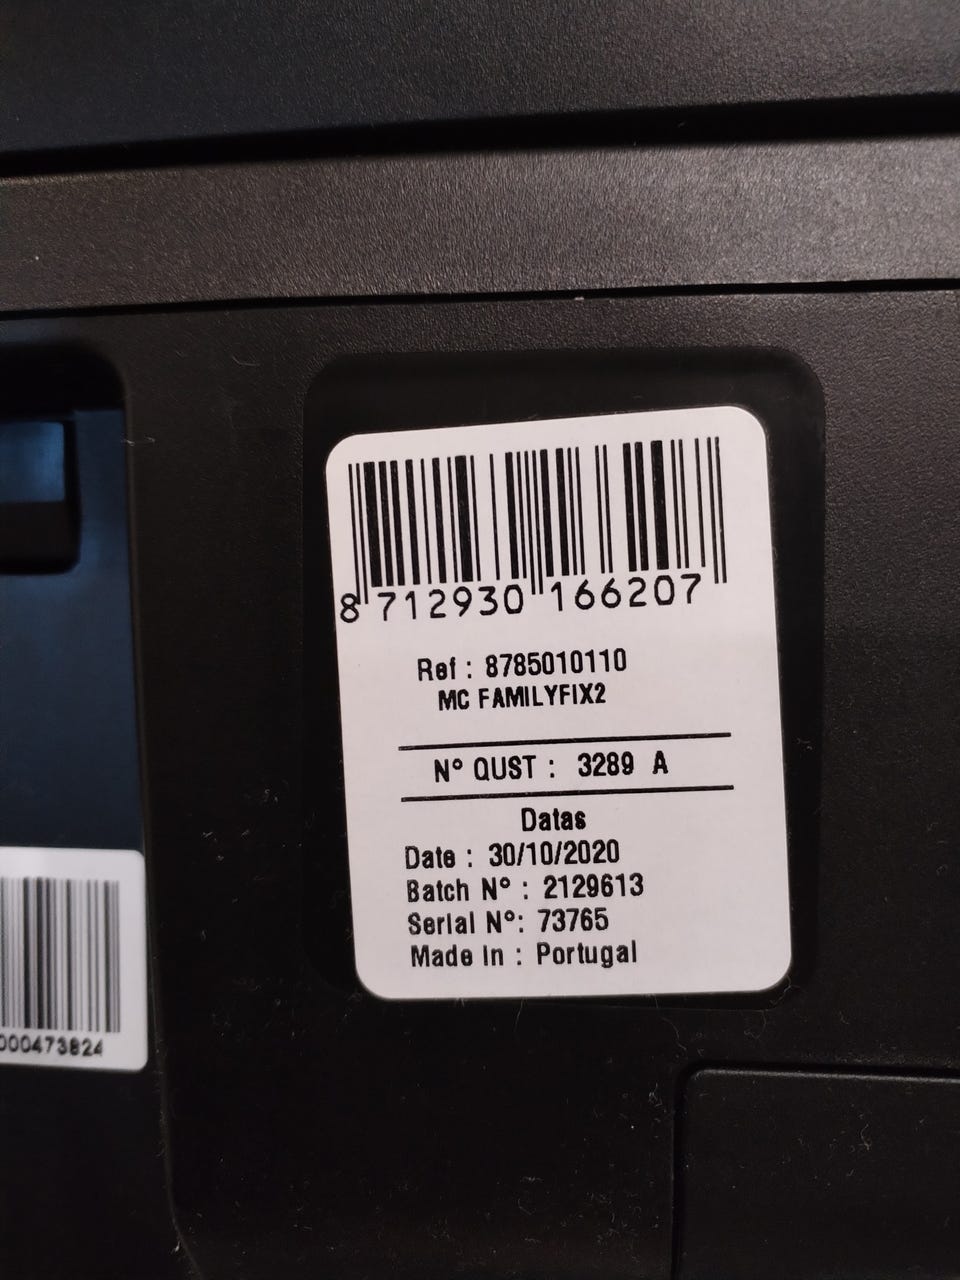 8 712930 166207
Ref : 8785010110
MC FAMILYFIX2
N° QUST : 3289 A
Datas
Date : 30/10/2020
Batch N° : 2129613
Serial N°: 73765
Made in : Portugal
000473824